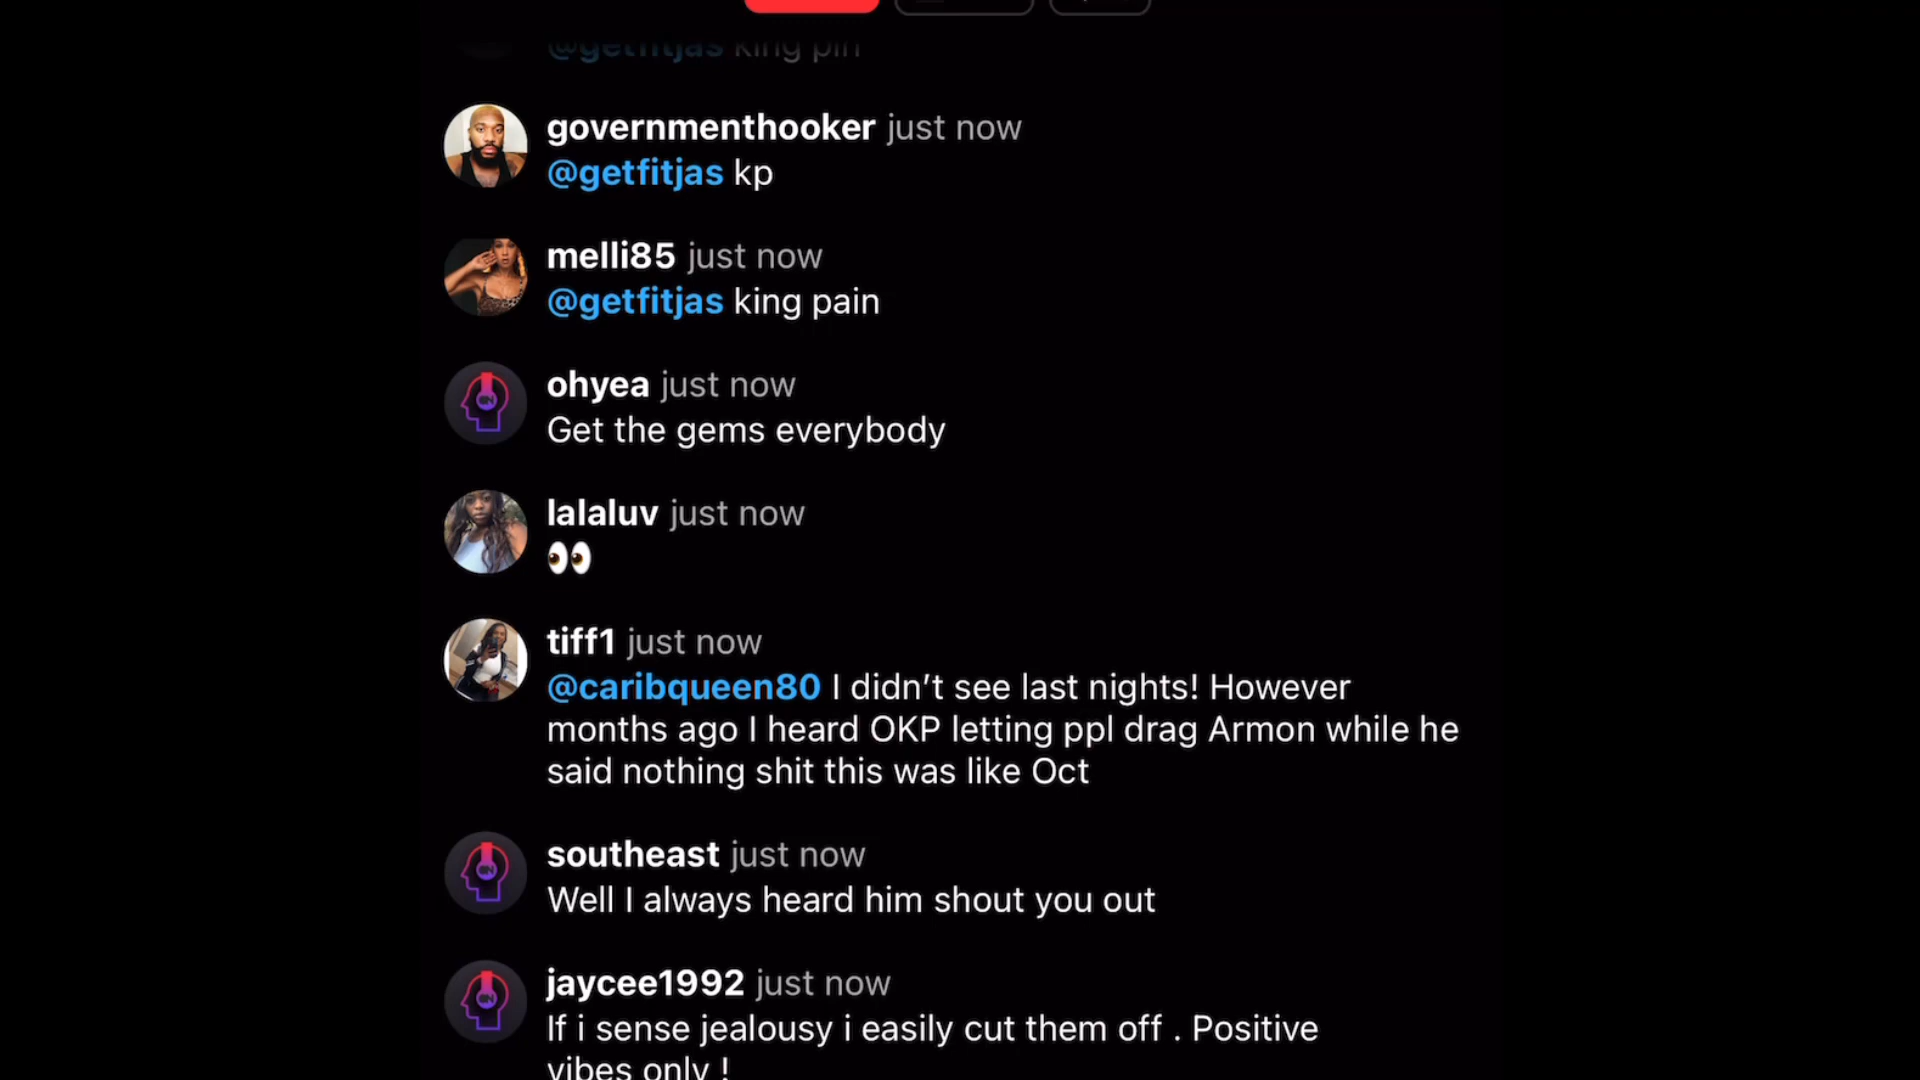 @getfitjas king pin
governmenthooker just now
@getfitjas kp
melli85 just now
@getfitjas king pain
ohyea just now
Get the gems everybody
lalaluv just now
👀
tiff1 just now
@caribqueen80 I didn’t see last nights! However
months ago I heard OKP letting ppl drag Armon while he
said nothing shit this was like Oct
southeast just now
Well I always heard him shout you out
jaycee1992 just now
If i sense jealousy i easily cut them off . Positive
vibes only !